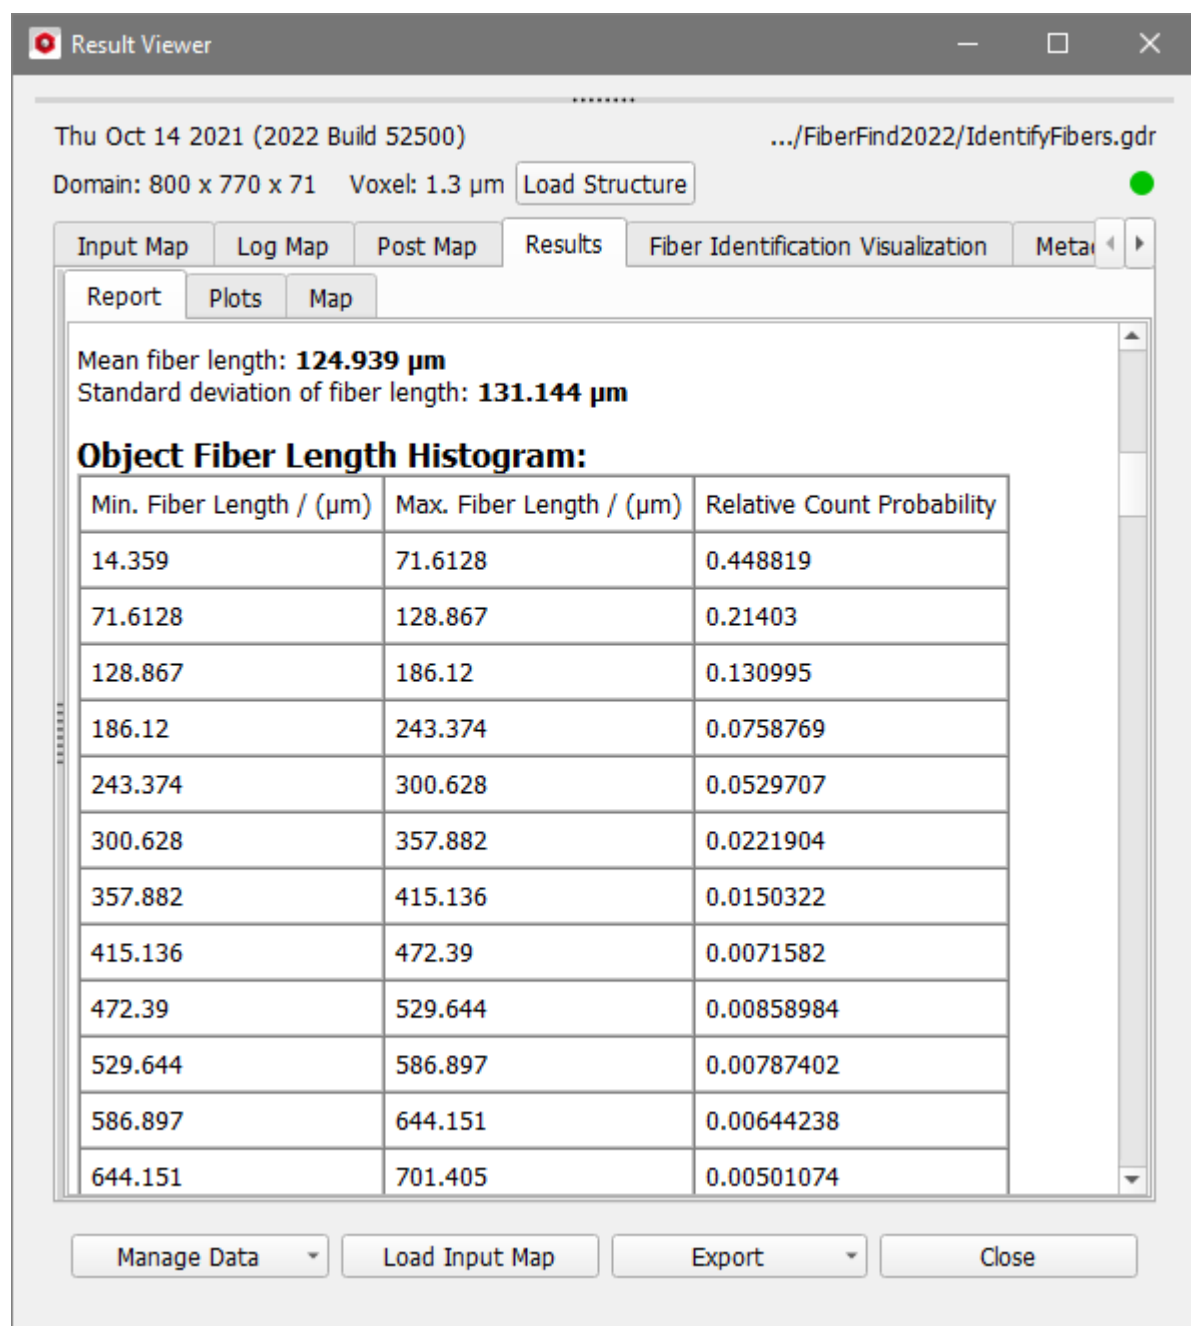 Result Viewer
Thu Oct 14 2021 (2022 Build 52500) .../FiberFind2022/IdentifyFibers.gdr
Domain: 800 x 770 x 71 Voxel: 1.3 µm Load Structure
Input Map Log Map Post Map Results Fiber Identification Visualization
Report Plots Map
Mean fiber length: 124.939 µm
Standard deviation of fiber length: 131.144 µm
Object Fiber Length Histogram:
Min. Fiber Length / (µm) Max. Fiber Length / (µm) Relative Count Probability
14.359 71.6128 0.448819
71.6128 128.867 0.21403
128.867 186.12 0.130995
186.12 243.374 0.0758769
243.374 300.628 0.0529707
300.628 357.882 0.0221904
357.882 415.136 0.0150322
415.136 472.39 0.0071582
472.39 529.644 0.00858984
529.644 586.897 0.00787402
586.897 644.151 0.00644238
644.151 701.405 0.00501074
Manage Data Load Input Map Export Close